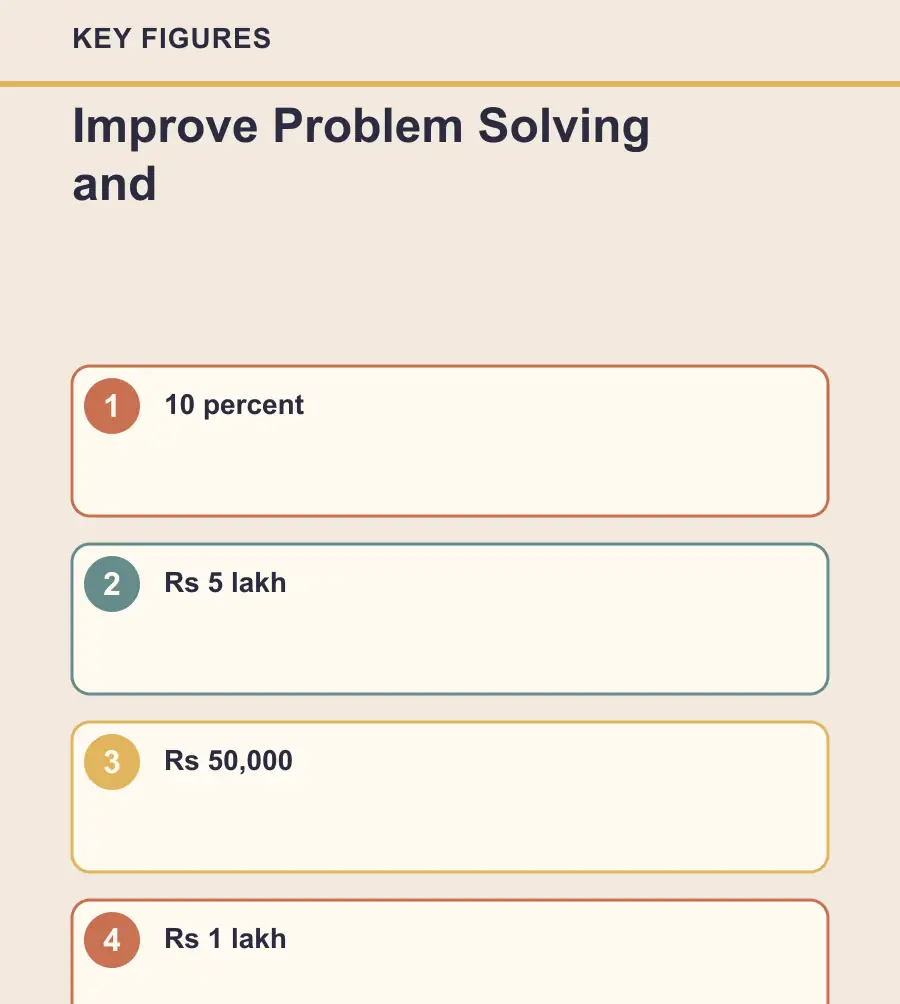 KEY FIGURES
Improve Problem Solving
and
1 10 percent
2 Rs 5 lakh
3 Rs 50,000
4 Rs 1 lakh